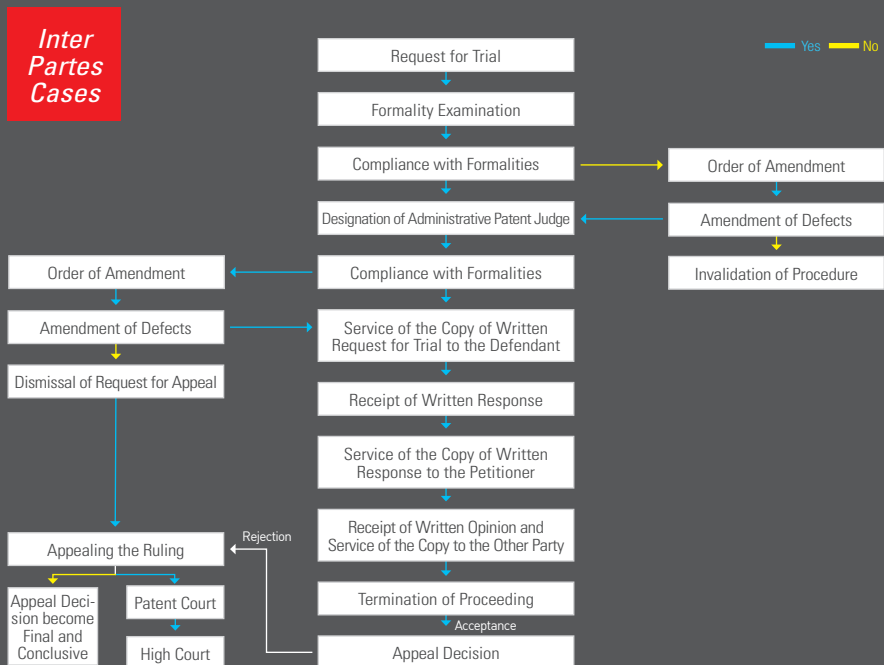 Inter
Partes
Cases
Yes
No
Request for Trial
Formality Examination
Compliance with Formalities
Order of Amendment
Designation of Administrative Patent Judge
Amendment of Defects
Invalidation of Procedure
Order of Amendment
Compliance with Formalities
Amendment of Defects
Service of the Copy of Written
Request for Trial to the Defendant
Dismissal of Request for Appeal
Receipt of Written Response
Service of the Copy of Written
Response to the Petitioner
Receipt of Written Opinion and
Service of the Copy to the Other Party
Rejection
Appealing the Ruling
Termination of Proceeding
Acceptance
Appeal Deci-
sion become
Final and
Conclusive
Patent Court
High Court
Appeal Decision